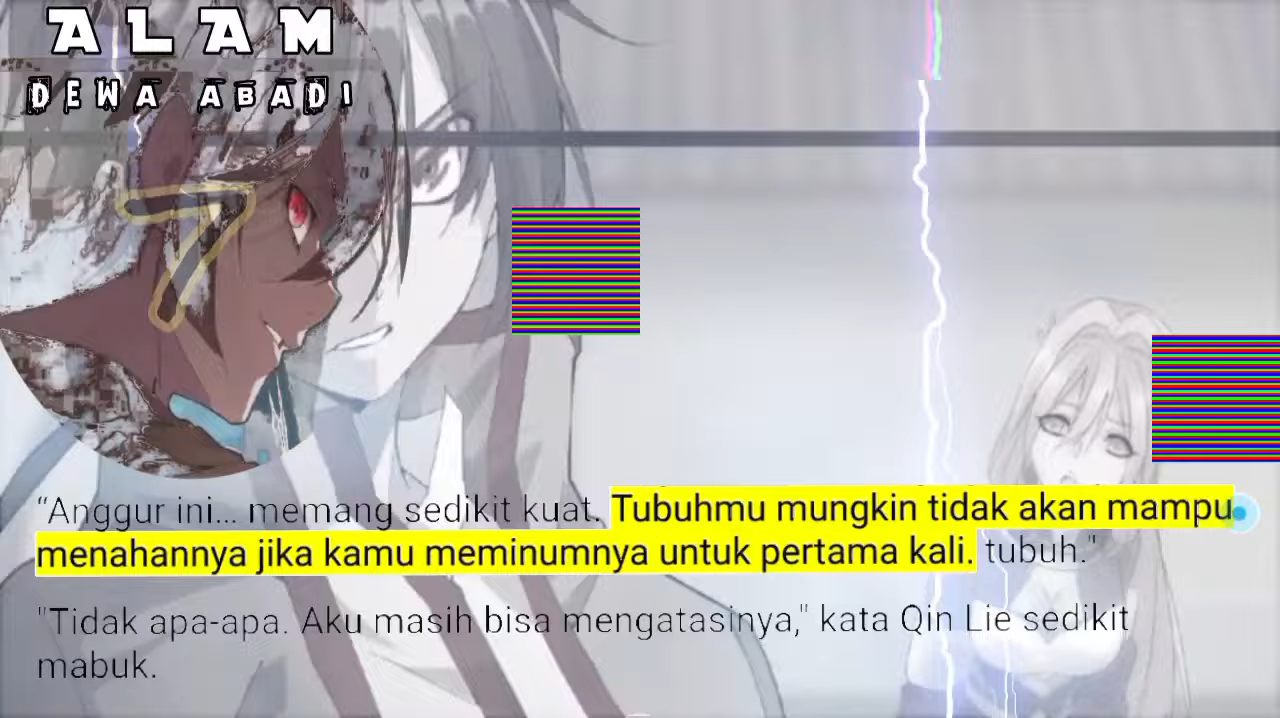 ALAM
DEWA ABADI
7
“Anggur ini... memang sedikit kuat. Tubuhmu mungkin tidak akan mampu
menahannya jika kamu meminumnya untuk pertama kali. tubuh."
"Tidak apa-apa. Aku masih bisa mengatasinya," kata Qin Lie sedikit
mabuk.